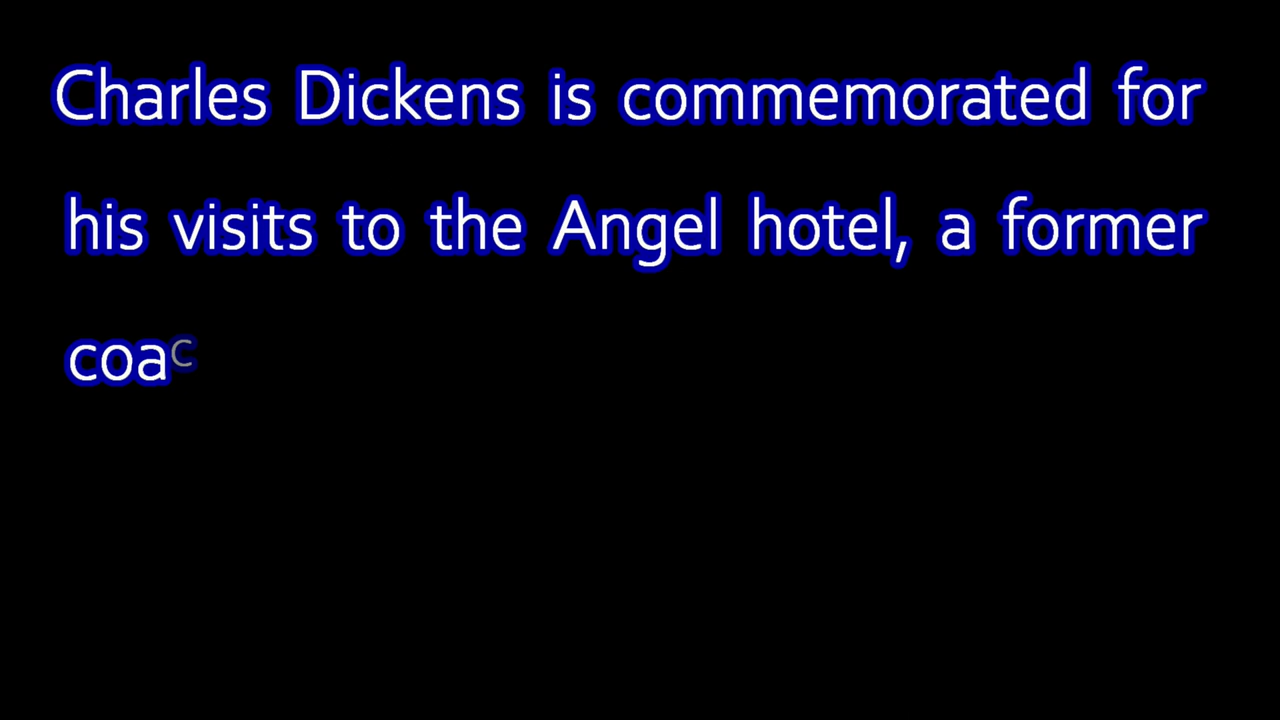 Charles Dickens is commemorated for
his visits to the Angel hotel, a former
coac